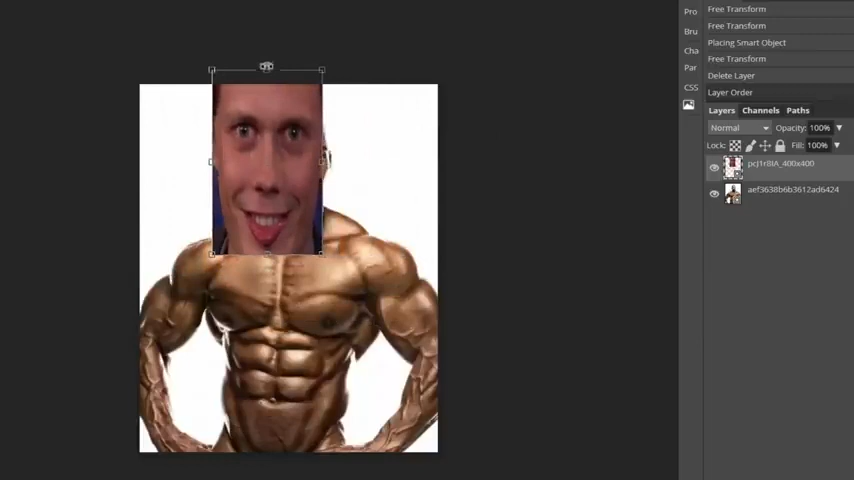 Pro
Bru
Cha
Par
CSS
Free Transform
Free Transform
Placing Smart Object
Free Transform
Delete Layer
Layer Order
Layers Channels Paths
Normal Opacity: 100%
Lock: Fill: 100%
pcJ1r8IA_400x400
aef3638b6b3612ad6424